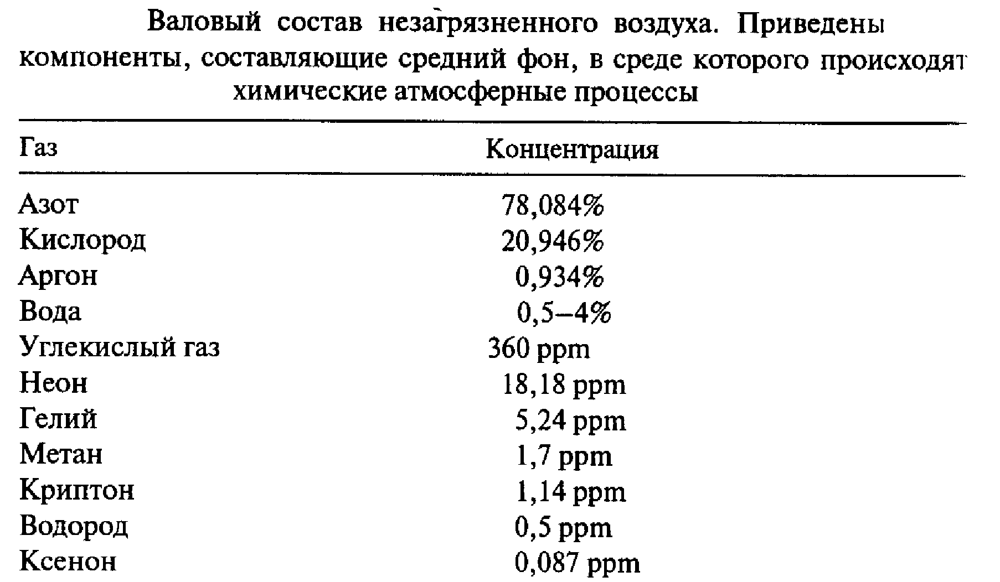 Валовый состав незагрязненного воздуха. Приведены
компоненты, составляющие средний фон, в среде которого происходят
химические атмосферные процессы
Газ Концентрация
Азот 78,084%
Кислород 20,946%
Аргон 0,934%
Вода 0,5–4%
Углекислый газ 360 ppm
Неон 18,18 ppm
Гелий 5,24 ppm
Метан 1,7 ppm
Криптон 1,14 ppm
Водород 0,5 ppm
Ксенон 0,087 ppm